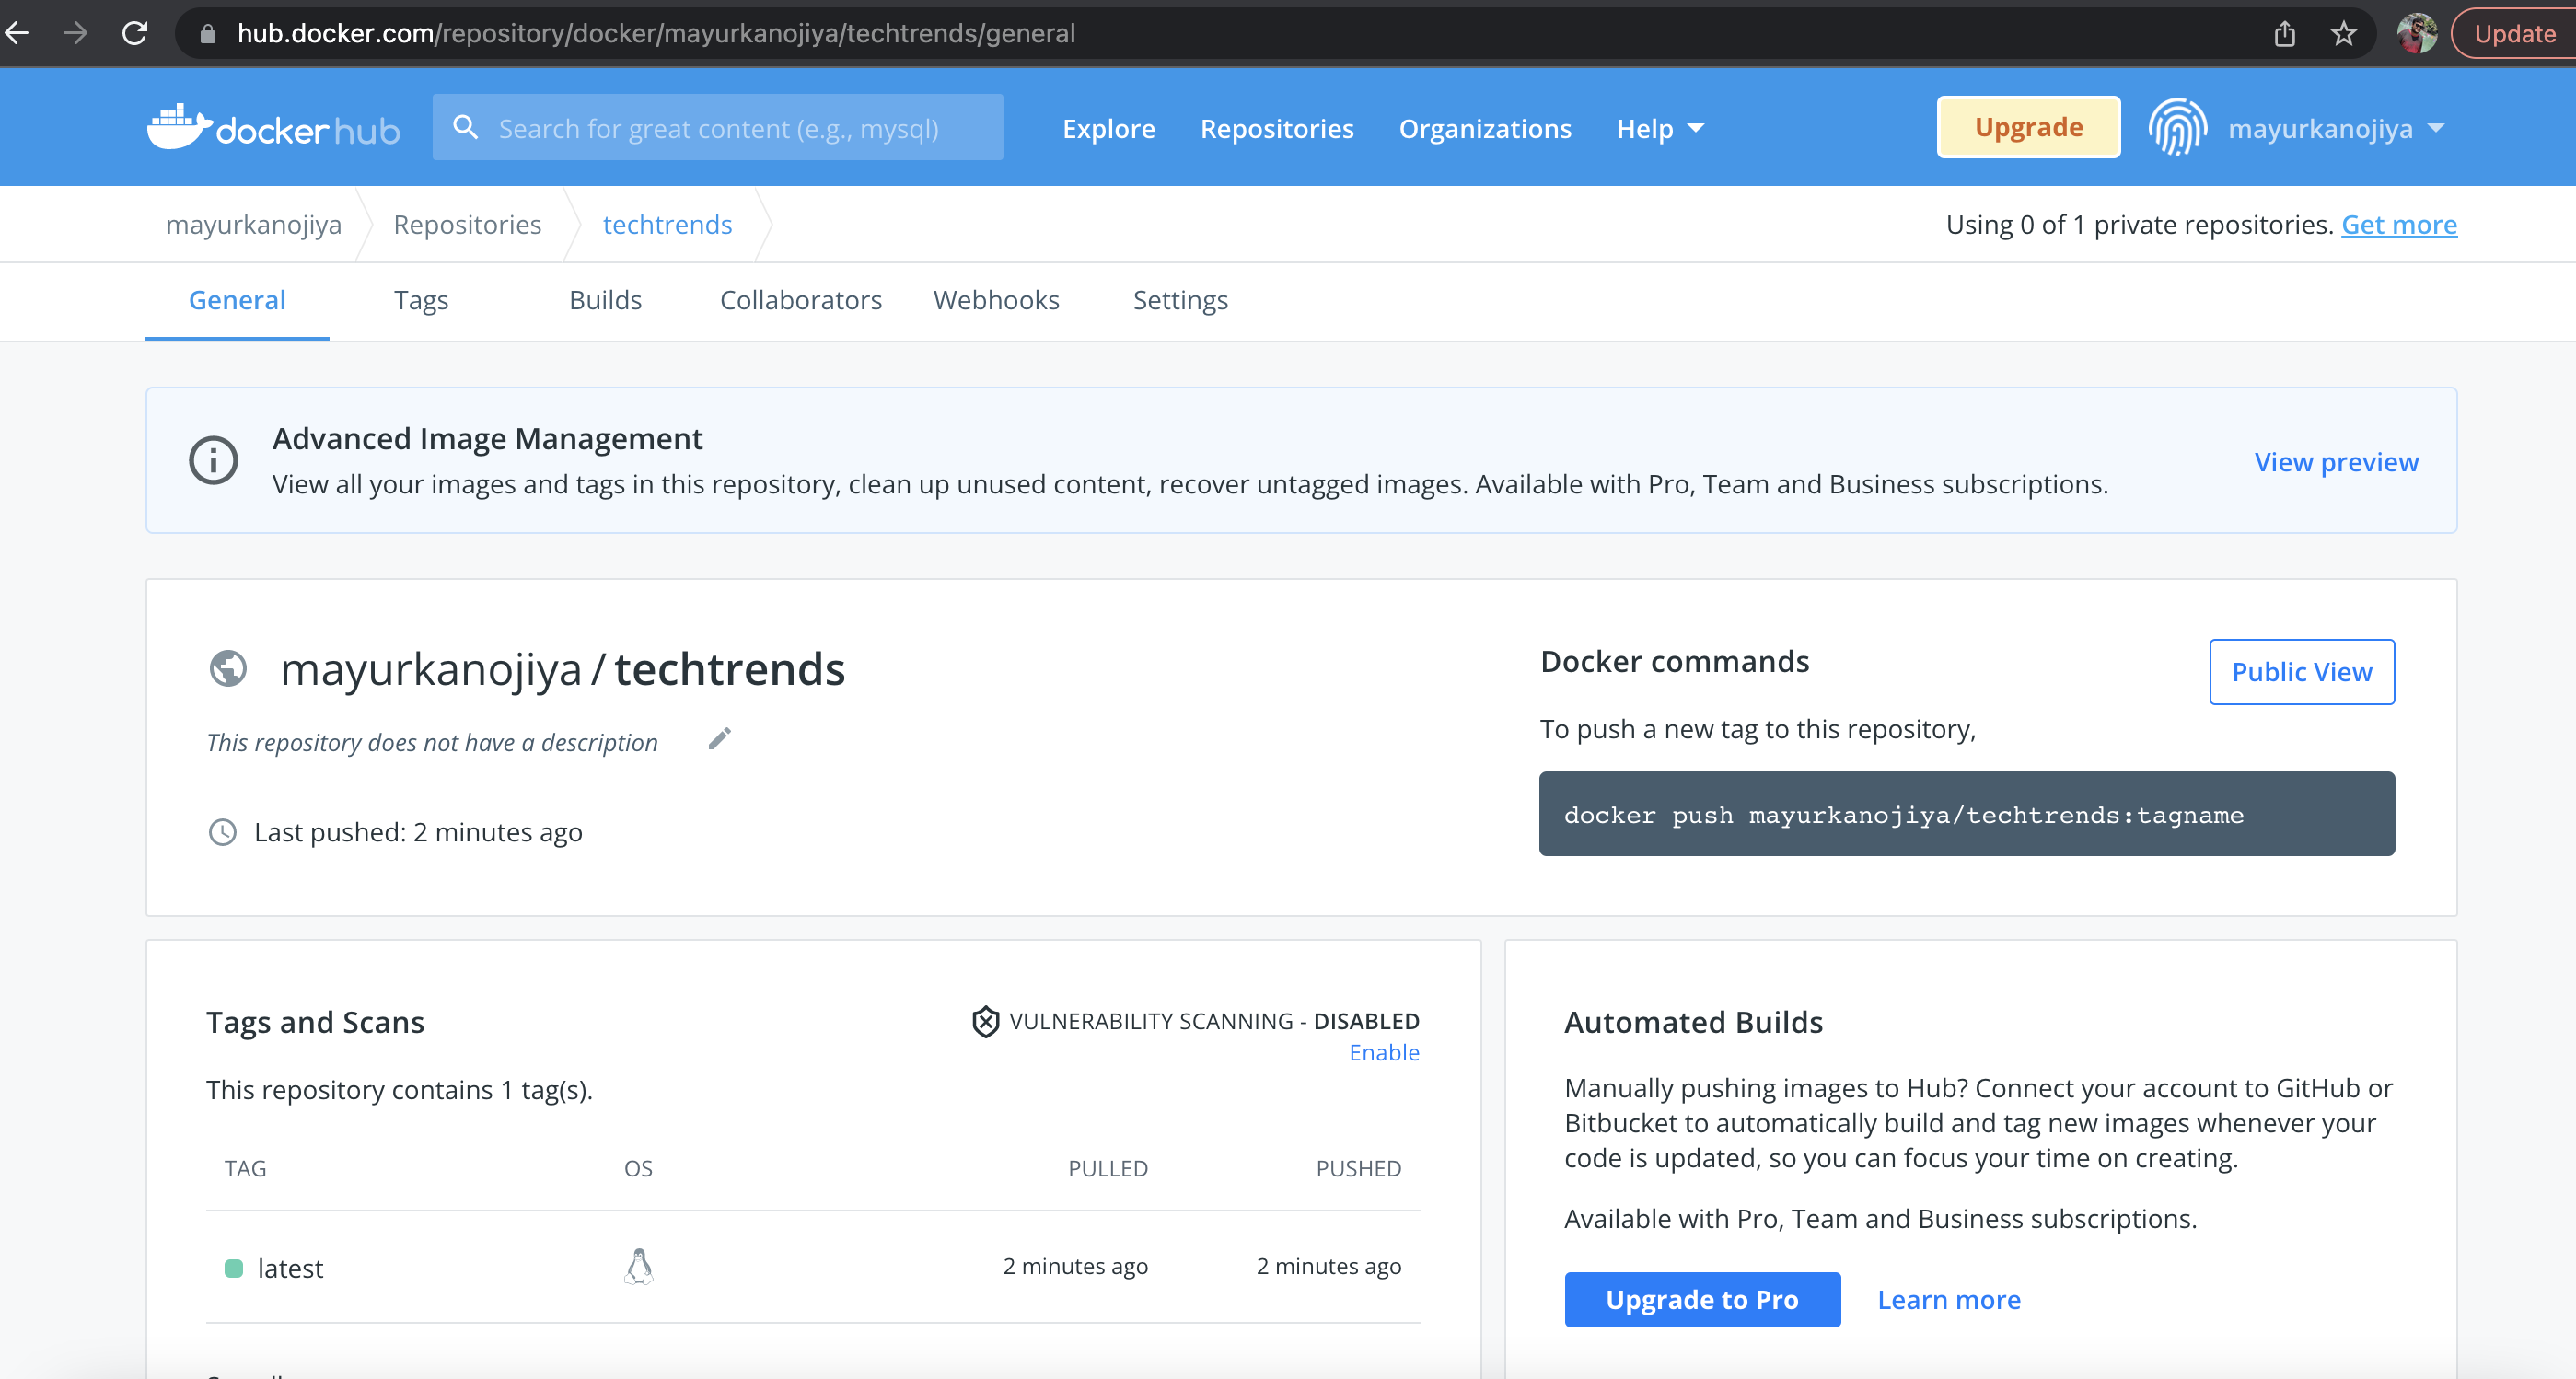 hub.docker.com/repository/docker/mayurkanojiya/techtrends/general
Update
dockerhub
Search for great content (e.g., mysql)
Explore
Repositories
Organizations
Help
Upgrade
mayurkanojiya
mayurkanojiya
Repositories
techtrends
Using 0 of 1 private repositories. Get more
General
Tags
Builds
Collaborators
Webhooks
Settings
Advanced Image Management
View all your images and tags in this repository, clean up unused content, recover untagged images. Available with Pro, Team and Business subscriptions.
View preview
mayurkanojiya / techtrends
This repository does not have a description
Last pushed: 2 minutes ago
Docker commands
Public View
To push a new tag to this repository,
docker push mayurkanojiya/techtrends:tagname
Tags and Scans
VULNERABILITY SCANNING - DISABLED
Enable
This repository contains 1 tag(s).
TAG
OS
PULLED
PUSHED
latest
2 minutes ago
2 minutes ago
Automated Builds
Manually pushing images to Hub? Connect your account to GitHub or
Bitbucket to automatically build and tag new images whenever your
code is updated, so you can focus your time on creating.
Available with Pro, Team and Business subscriptions.
Upgrade to Pro
Learn more